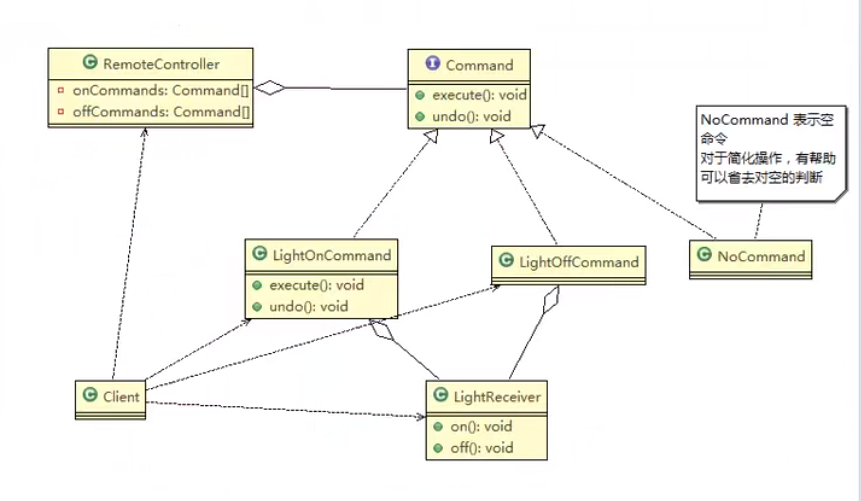 RemoteController
onCommands: Command[]
offCommands: Command[]
Command
execute(): void
undo(): void
NoCommand 表示空
命令
对于简化操作，有帮助
可以省去对空的判断
LightOnCommand
execute(): void
undo(): void
LightOffCommand
NoCommand
Client
LightReceiver
on(): void
off(): void